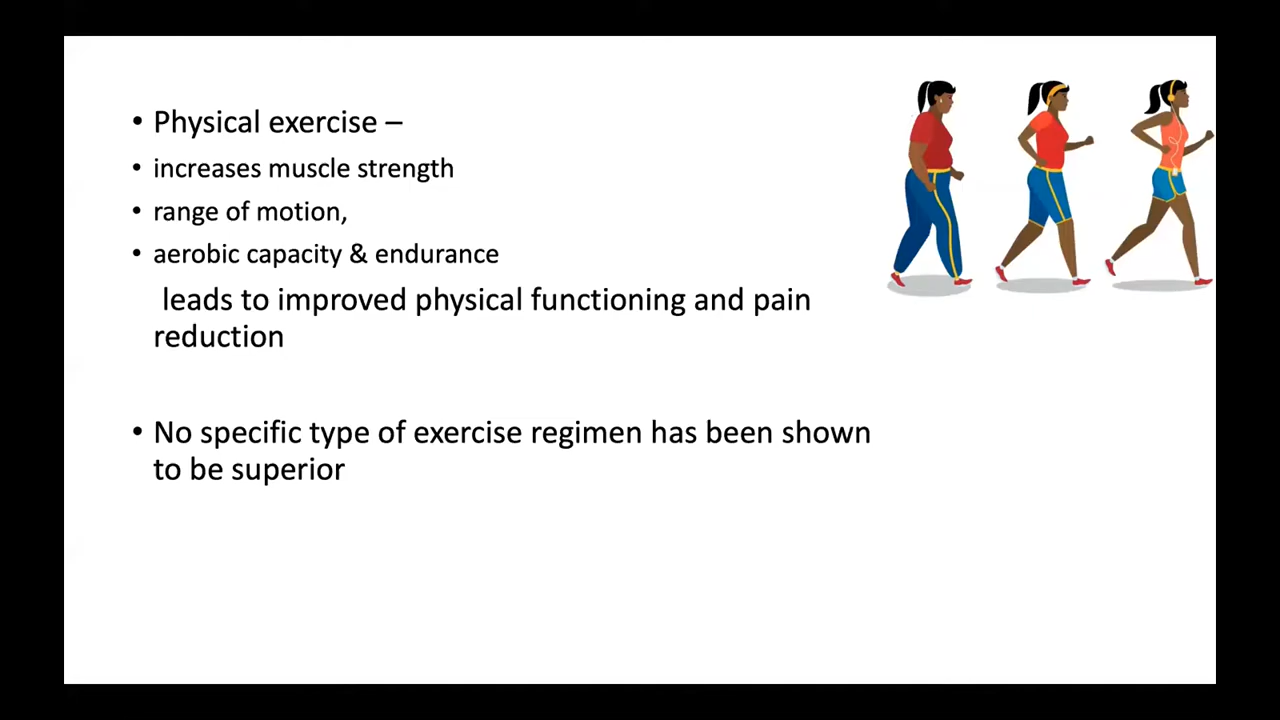 • Physical exercise –
• increases muscle strength
• range of motion,
• aerobic capacity & endurance
leads to improved physical functioning and pain
reduction
• No specific type of exercise regimen has been shown
to be superior